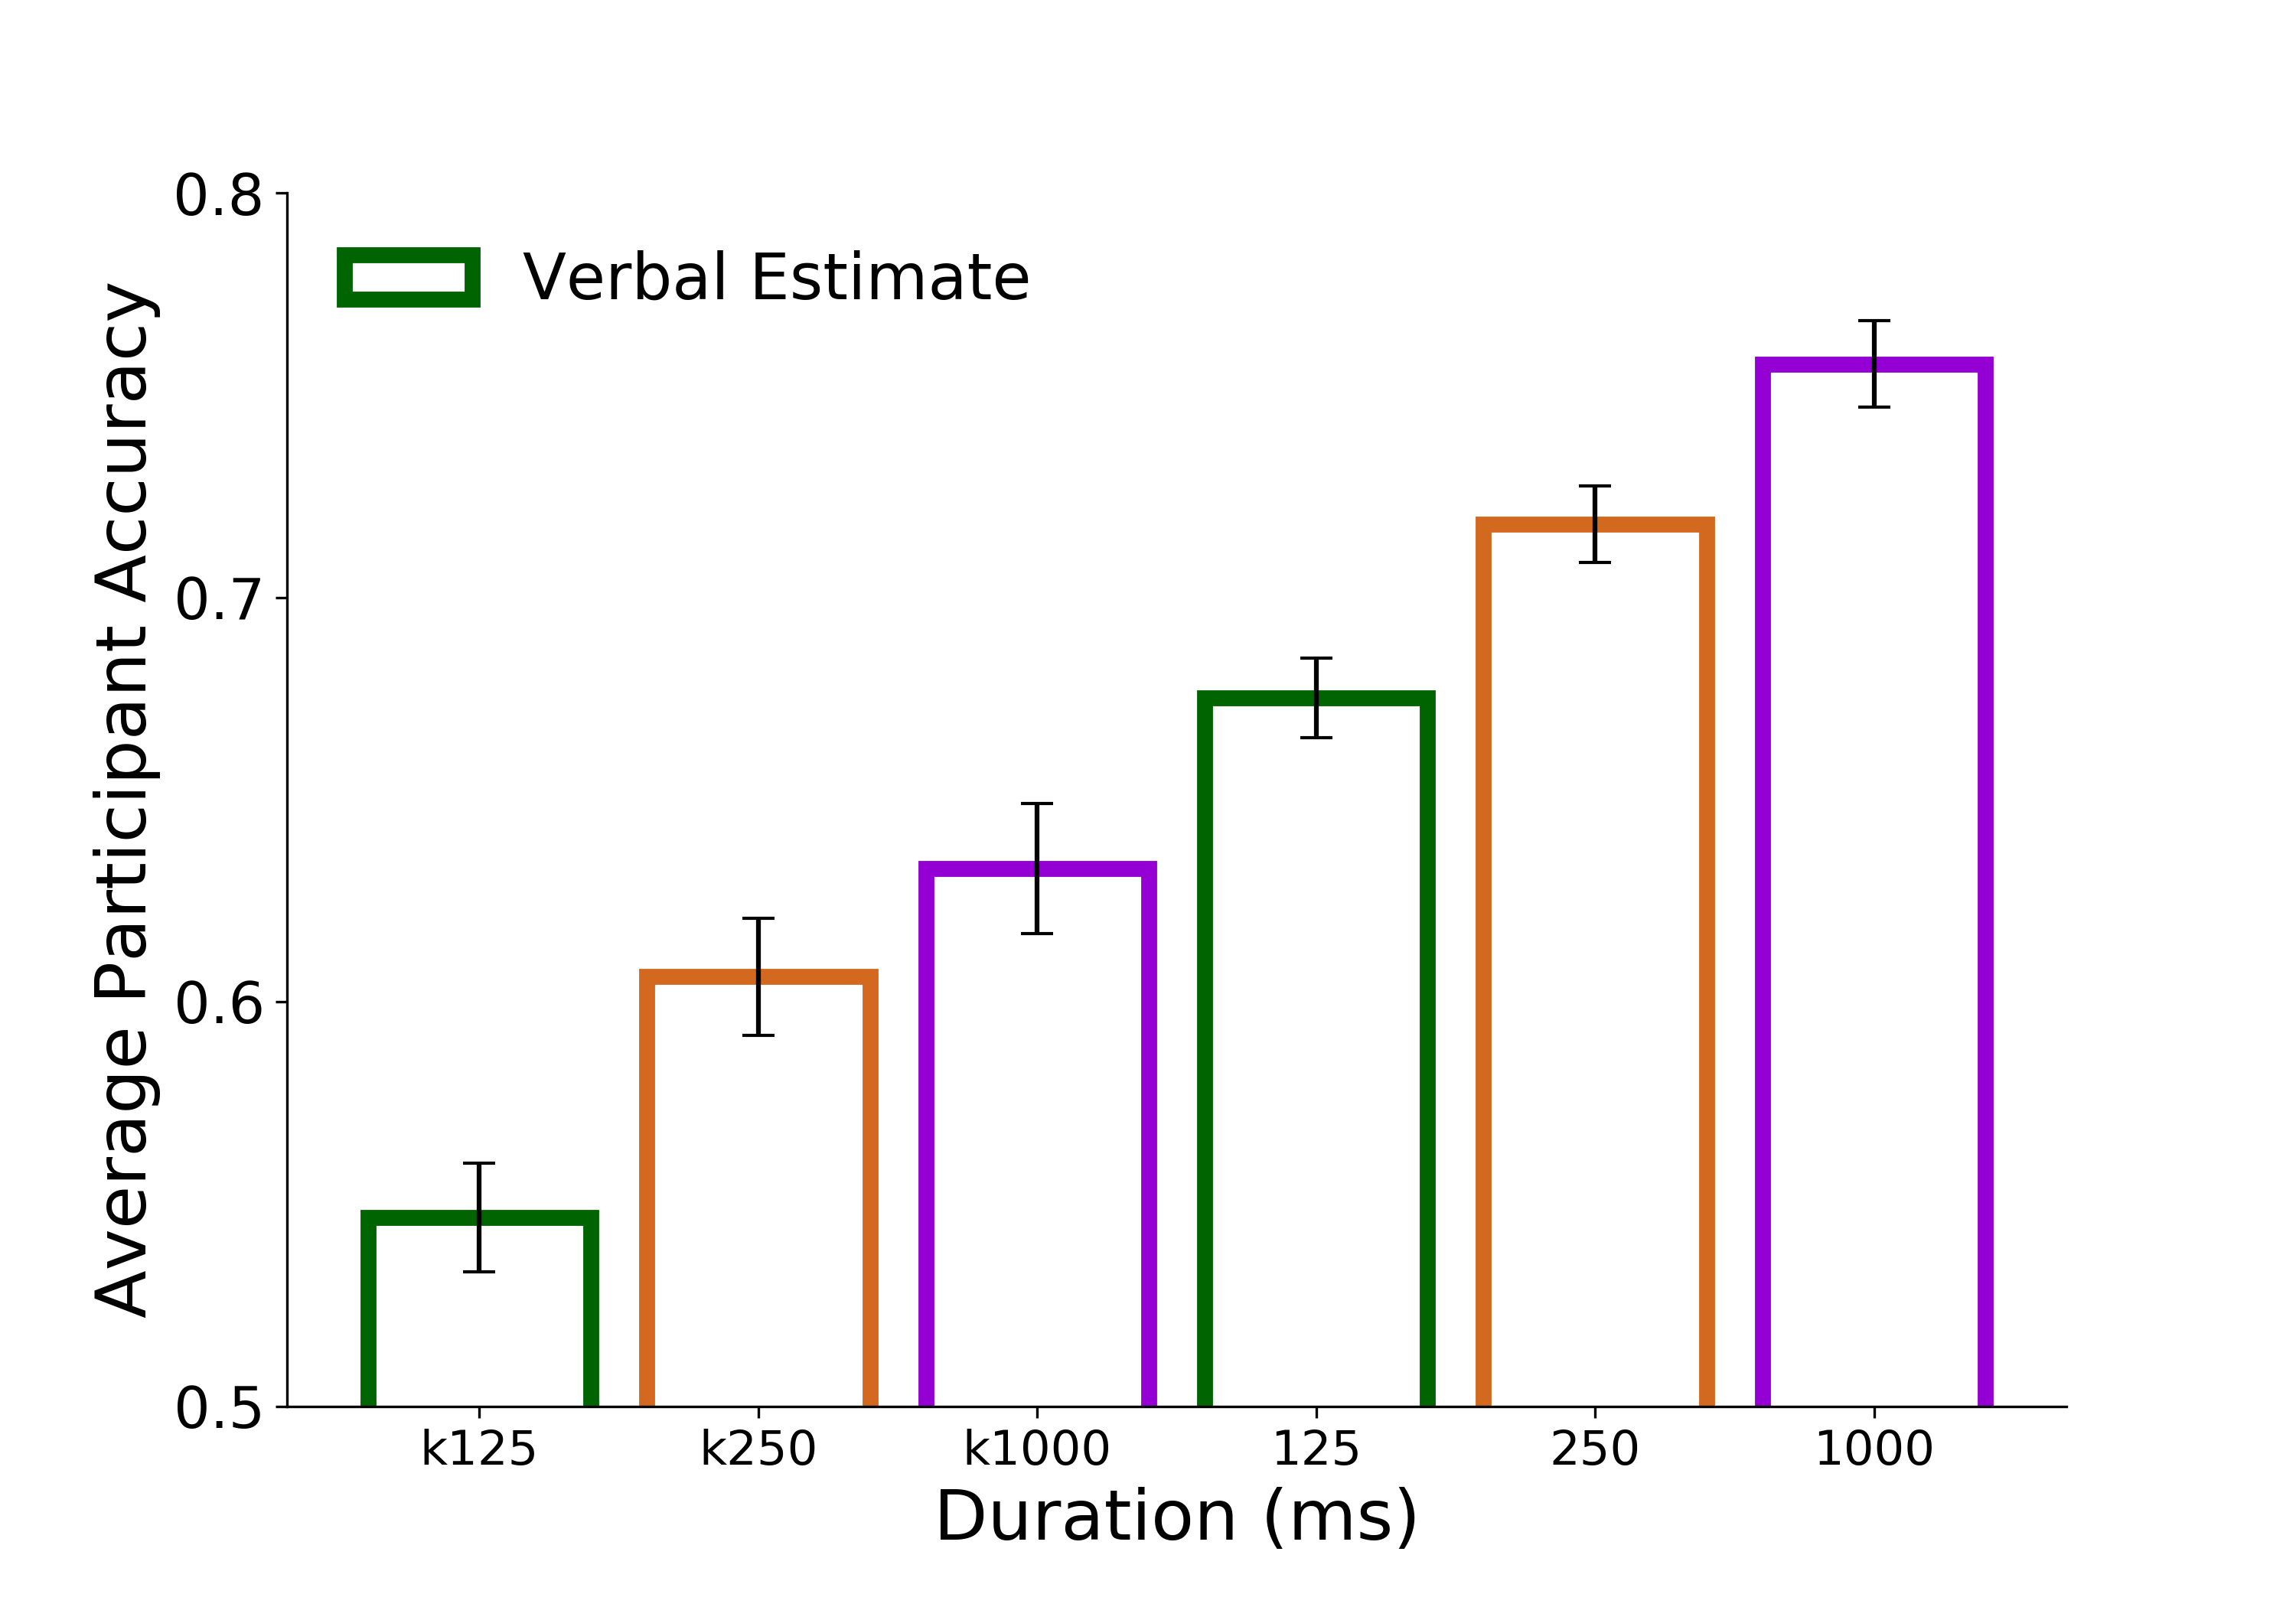 0.8
Verbal Estimate
Average Participant Accuracy
0.7
0.6
0.5
k125 k250 k1000 125 250 1000
Duration (ms)